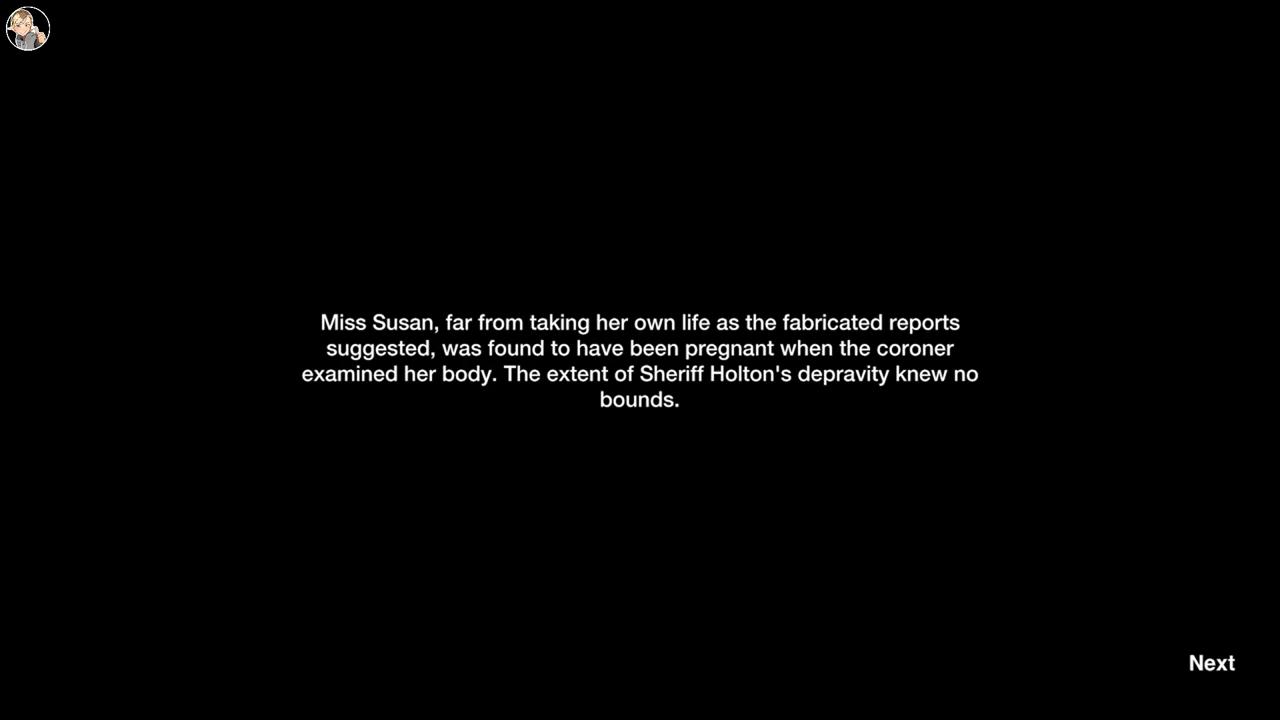 Miss Susan, far from taking her own life as the fabricated reports
suggested, was found to have been pregnant when the coroner
examined her body. The extent of Sheriff Holton's depravity knew no
bounds.
Next